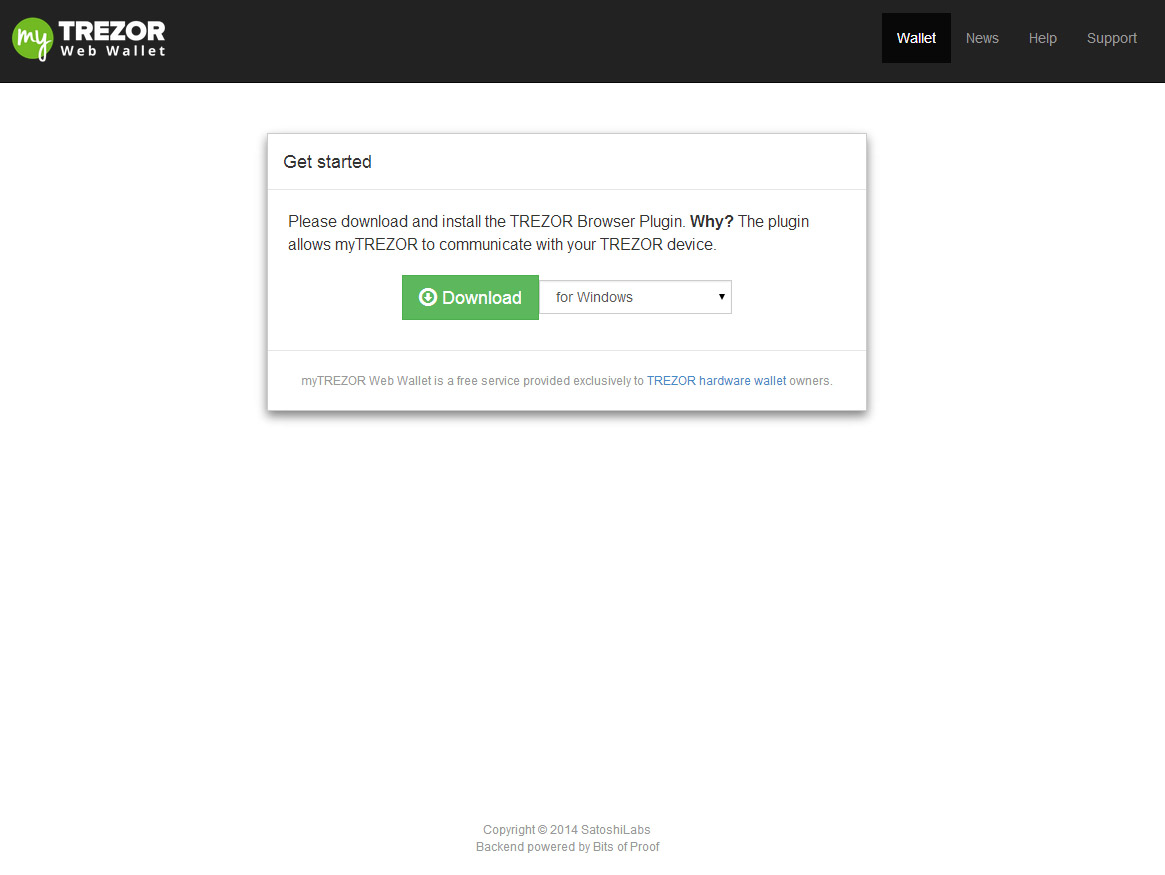 my TREZOR
Web Wallet
Wallet
News
Help
Support
Get started
Please download and install the TREZOR Browser Plugin. Why? The plugin
allows myTREZOR to communicate with your TREZOR device.
Download
for Windows
myTREZOR Web Wallet is a free service provided exclusively to TREZOR hardware wallet owners.
Copyright © 2014 SatoshiLabs
Backend powered by Bits of Proof